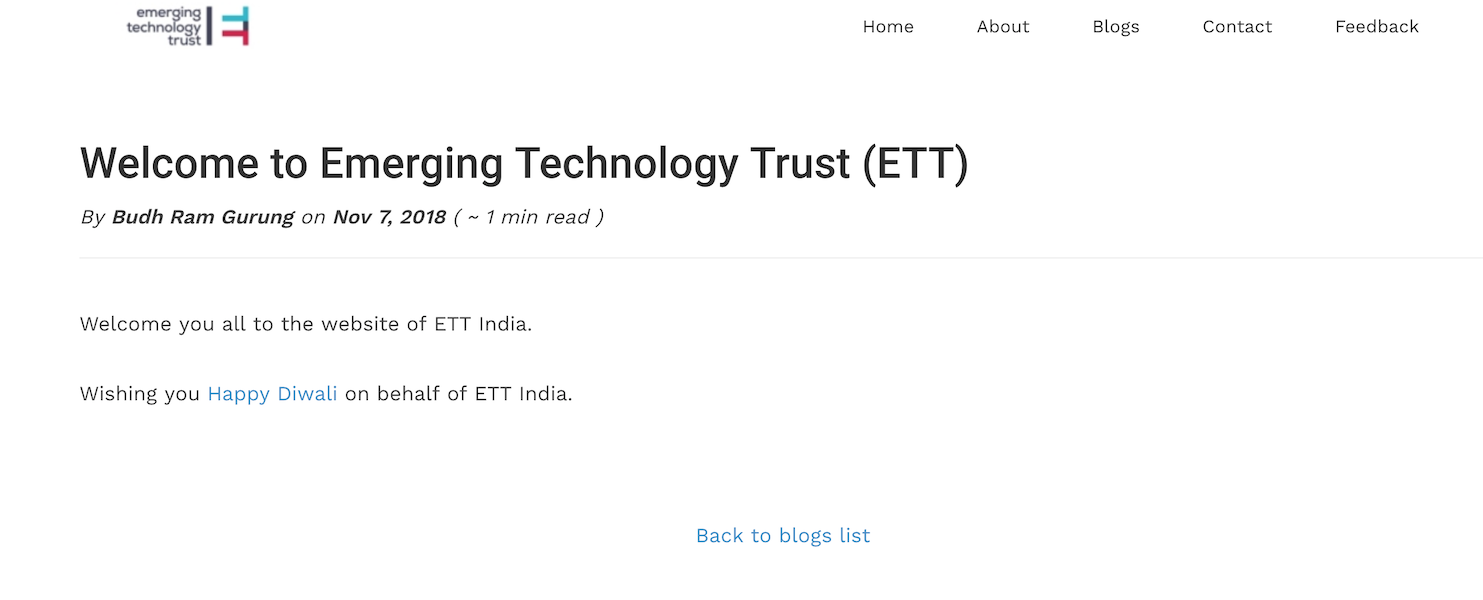 emerging
technology
trust
Home About Blogs Contact Feedback
Welcome to Emerging Technology Trust (ETT)
By Budh Ram Gurung on Nov 7, 2018 ( ~ 1 min read )
Welcome you all to the website of ETT India.
Wishing you Happy Diwali on behalf of ETT India.
Back to blogs list